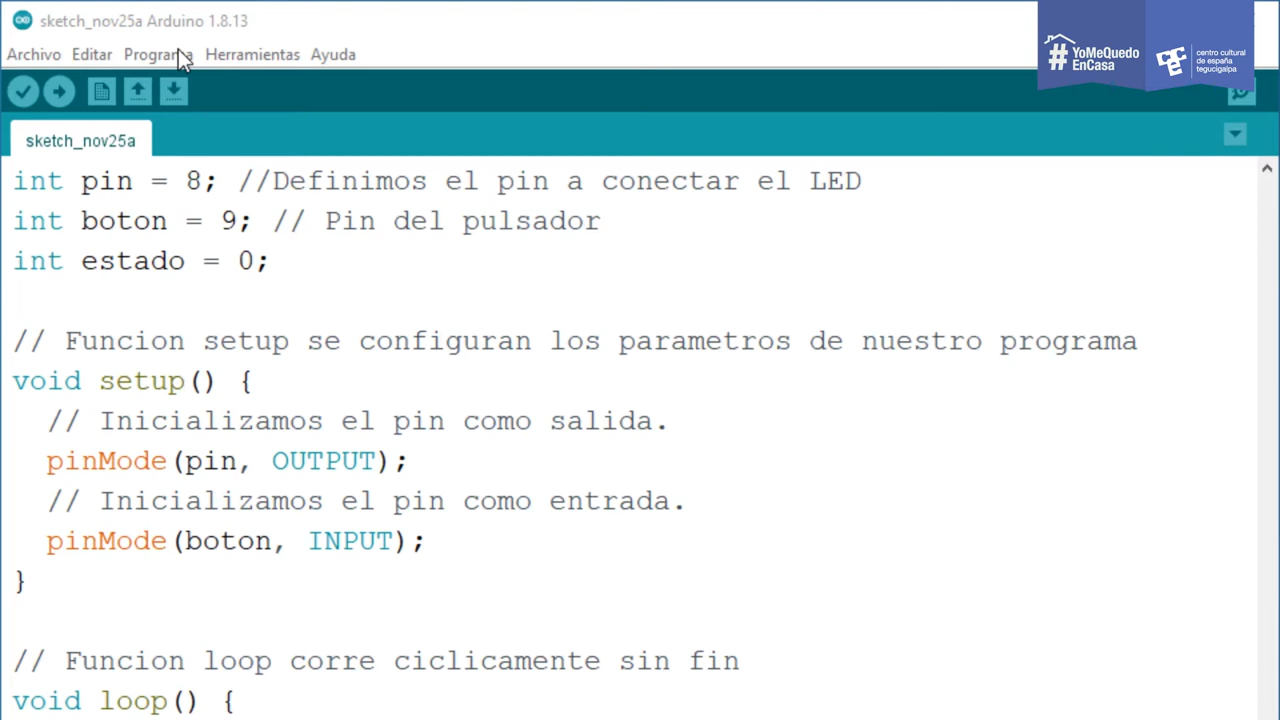 sketch_nov25a Arduino 1.8.13
Archivo Editar Programa Herramientas Ayuda
#YoMeQuedo
EnCasa
cce
centro cultural
de españa
tegucigalpa
sketch_nov25a
int pin = 8; //Definimos el pin a conectar el LED
int boton = 9; // Pin del pulsador
int estado = 0;
// Funcion setup se configuran los parametros de nuestro programa
void setup() {
// Inicializamos el pin como salida.
pinMode(pin, OUTPUT);
// Inicializamos el pin como entrada.
pinMode(boton, INPUT);
}
// Funcion loop corre ciclicamente sin fin
void loop() {